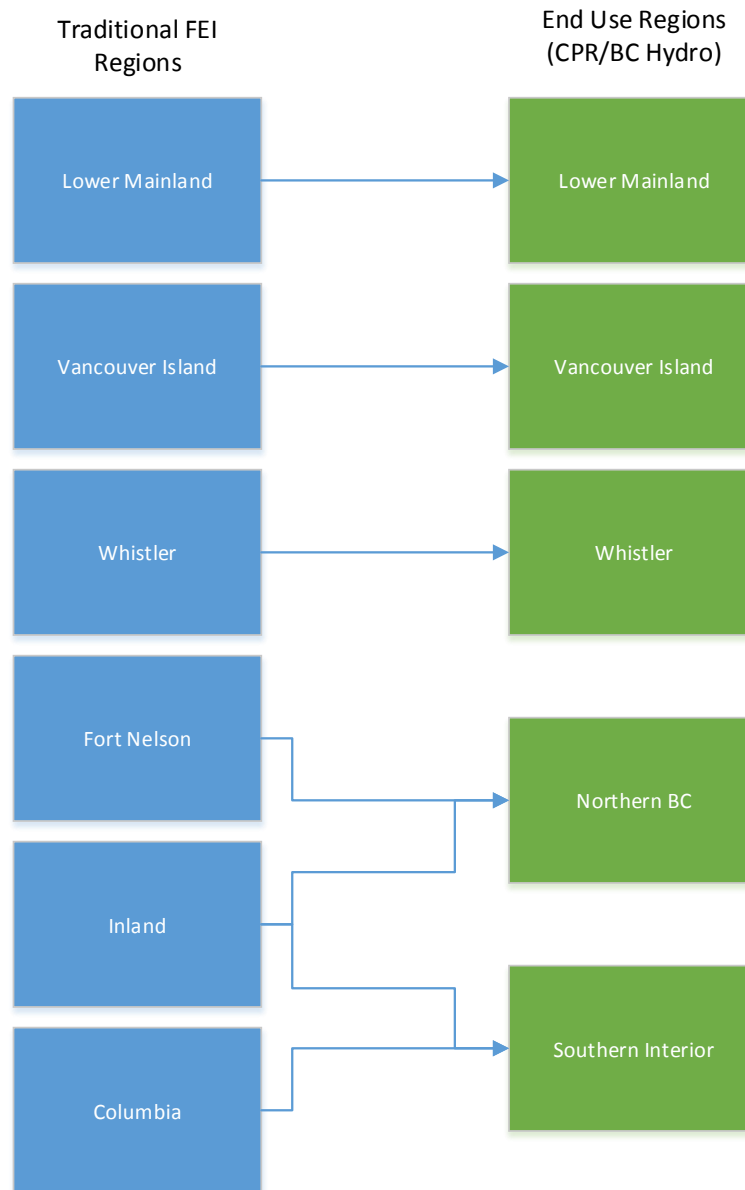 Traditional FEI
Regions
End Use Regions
(CPR/BC Hydro)
Lower Mainland
Lower Mainland
Vancouver Island
Vancouver Island
Whistler
Whistler
Fort Nelson
Northern BC
Inland
Southern Interior
Columbia